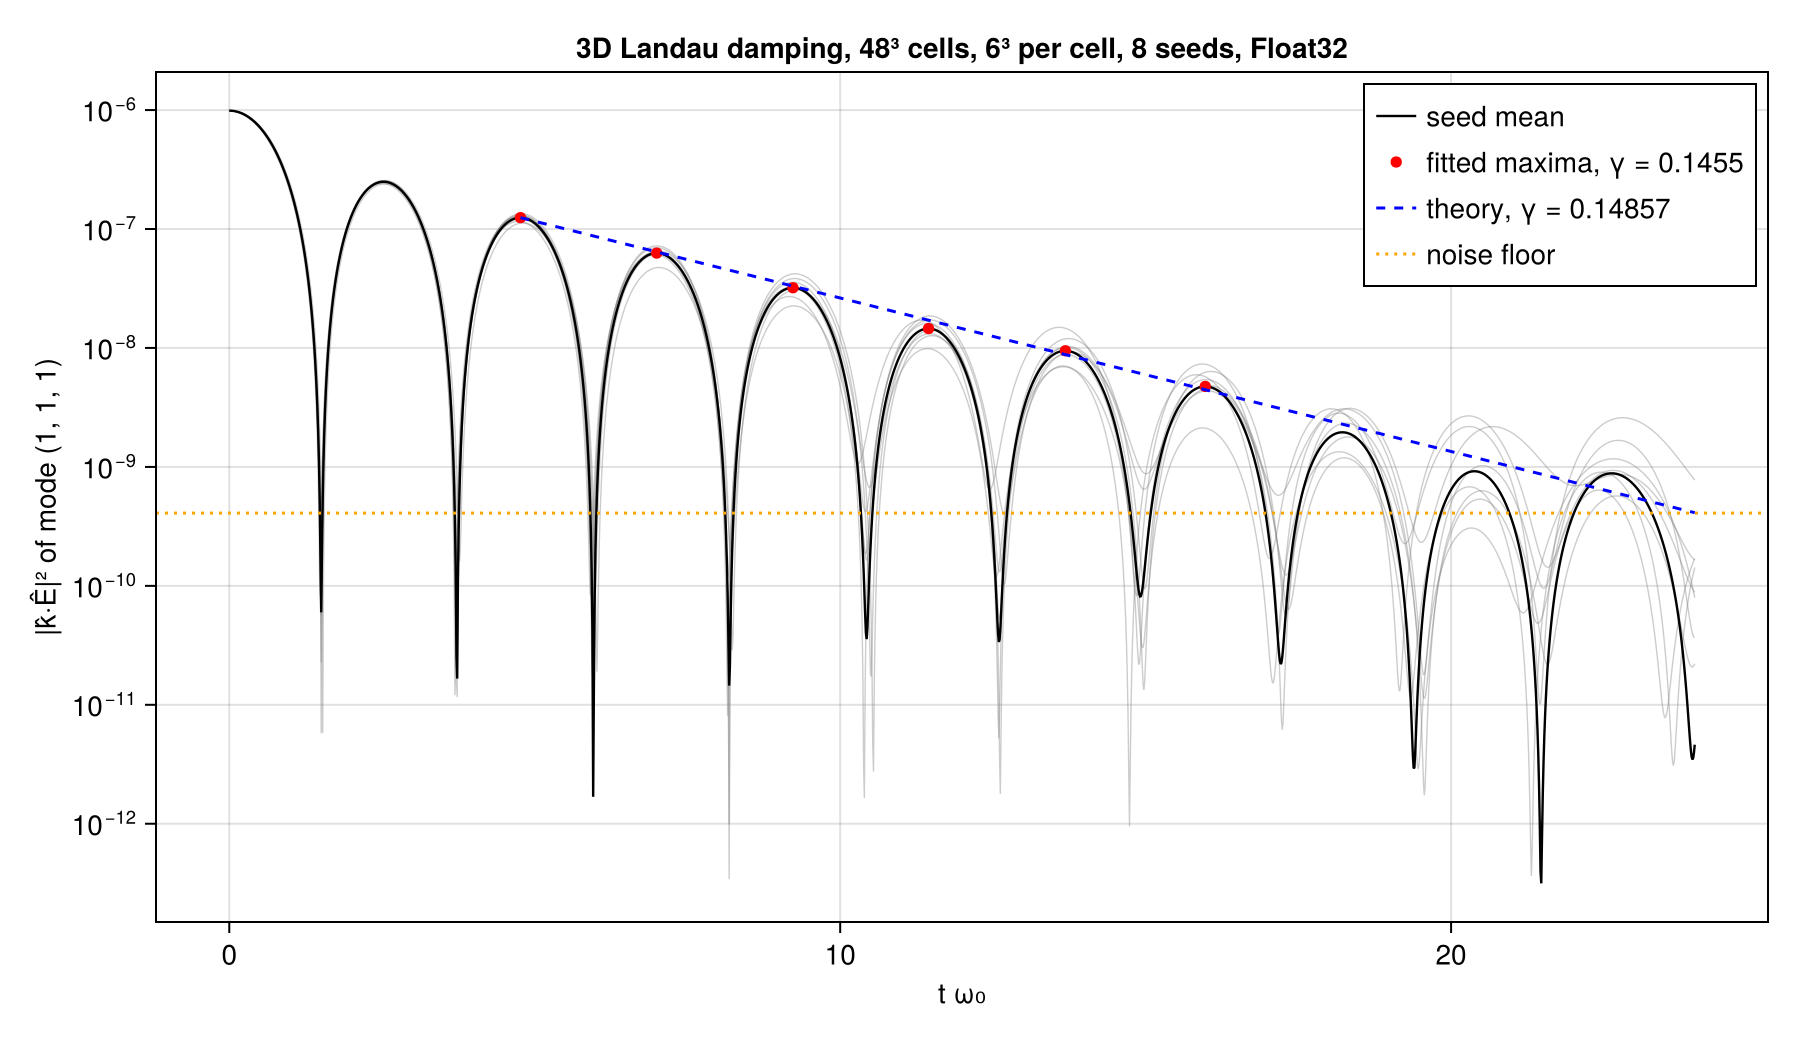 3D Landau damping, 48³ cells, 6³ per cell, 8 seeds, Float32
seed mean
fitted maxima, γ = 0.1455
theory, γ = 0.14857
noise floor
|k̂·Ê|² of mode (1, 1, 1)
10⁻⁶
10⁻⁷
10⁻⁸
10⁻⁹
10⁻¹⁰
10⁻¹¹
10⁻¹²
0
10
20
t ω₀